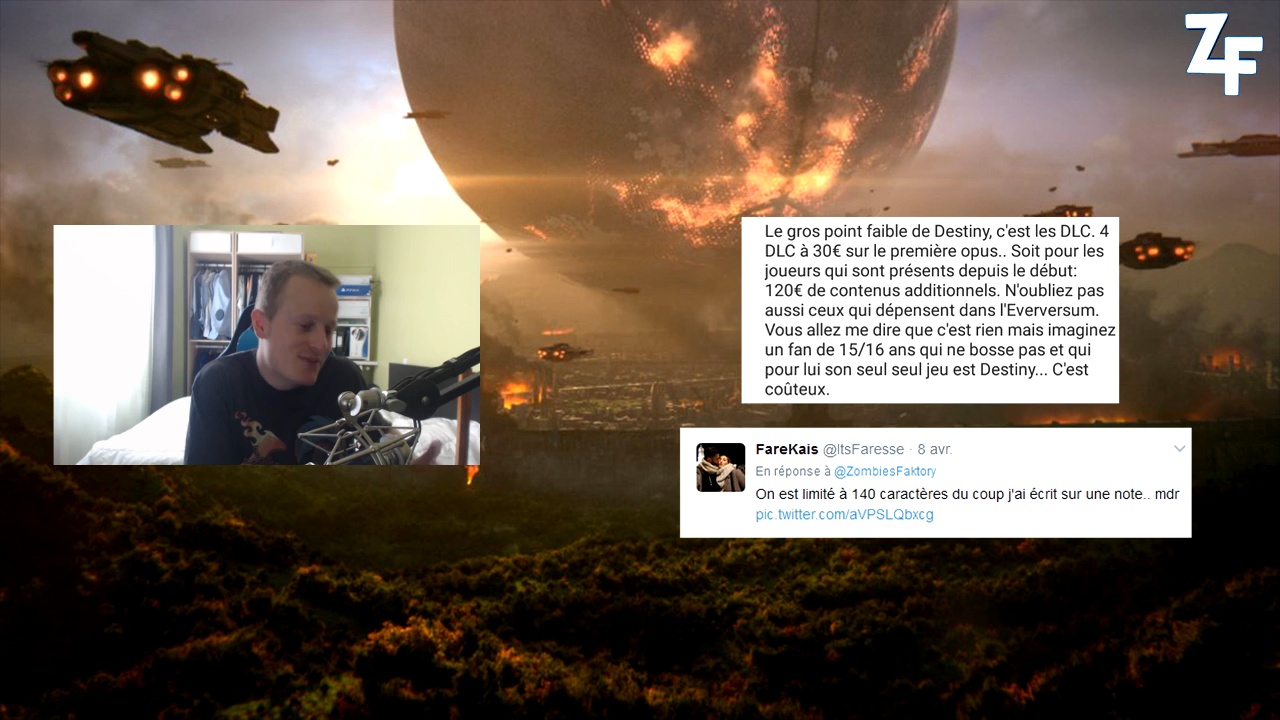 ZF
Le gros point faible de Destiny, c'est les DLC. 4
DLC à 30€ sur le première opus.. Soit pour les
joueurs qui sont présents depuis le début:
120€ de contenus additionnels. N'oubliez pas
aussi ceux qui dépensent dans l'Eververse​um.
Vous allez me dire que c'est rien mais imaginez
un fan de 15/16 ans qui ne bosse pas et qui
pour lui son seul seul jeu est Destiny... C'est
coûteux.
FareKais @ItsFaresse · 8 avr.
En réponse à @ZombiesFaktory
On est limité à 140 caractères du coup j'ai écrit sur une note.. mdr
pic.twitter.com/aVPSLQbxcg